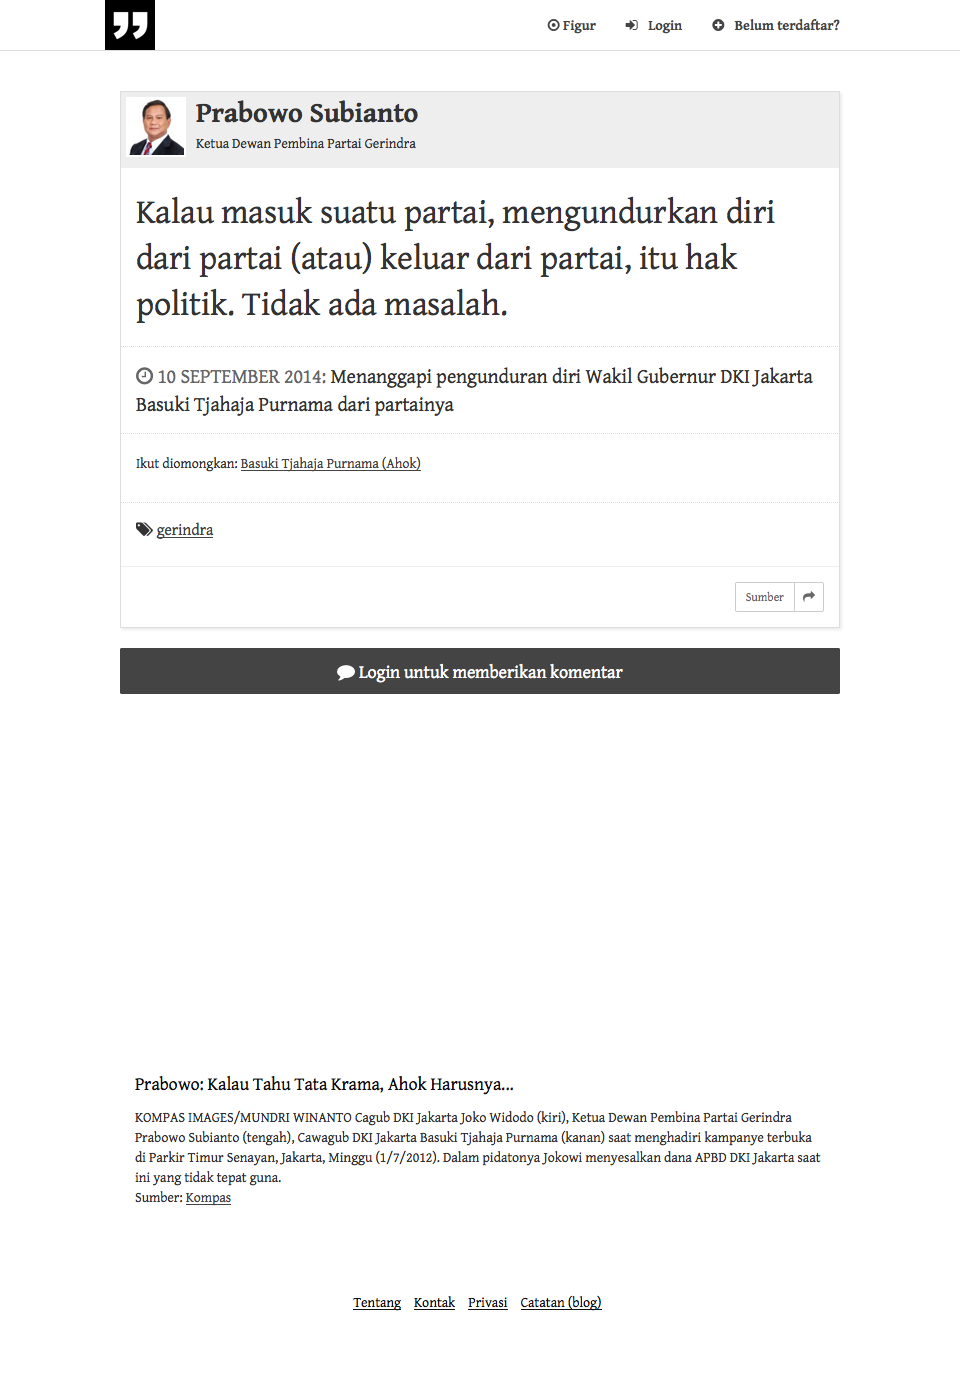 Figur Login Belum terdaftar?
Prabowo Subianto
Ketua Dewan Pembina Partai Gerindra
Kalau masuk suatu partai, mengundurkan diri
dari partai (atau) keluar dari partai, itu hak
politik. Tidak ada masalah.
10 SEPTEMBER 2014: Menanggapi pengunduran diri Wakil Gubernur DKI Jakarta
Basuki Tjahaja Purnama dari partainya
Ikut diomongkan: Basuki Tjahaja Purnama (Ahok)
gerindra
Sumber
Login untuk memberikan komentar
Prabowo: Kalau Tahu Tata Krama, Ahok Harusnya...
KOMPAS IMAGES/MUNDRI WINANTO Cagub DKI Jakarta Joko Widodo (kiri), Ketua Dewan Pembina Partai Gerindra
Prabowo Subianto (tengah), Cawagub DKI Jakarta Basuki Tjahaja Purnama (kanan) saat menghadiri kampanye terbuka
di Parkir Timur Senayan, Jakarta, Minggu (1/7/2012). Dalam pidatonya Jokowi menyesalkan dana APBD DKI Jakarta saat
ini yang tidak tepat guna.
Sumber: Kompas
Tentang Kontak Privasi Catatan (blog)